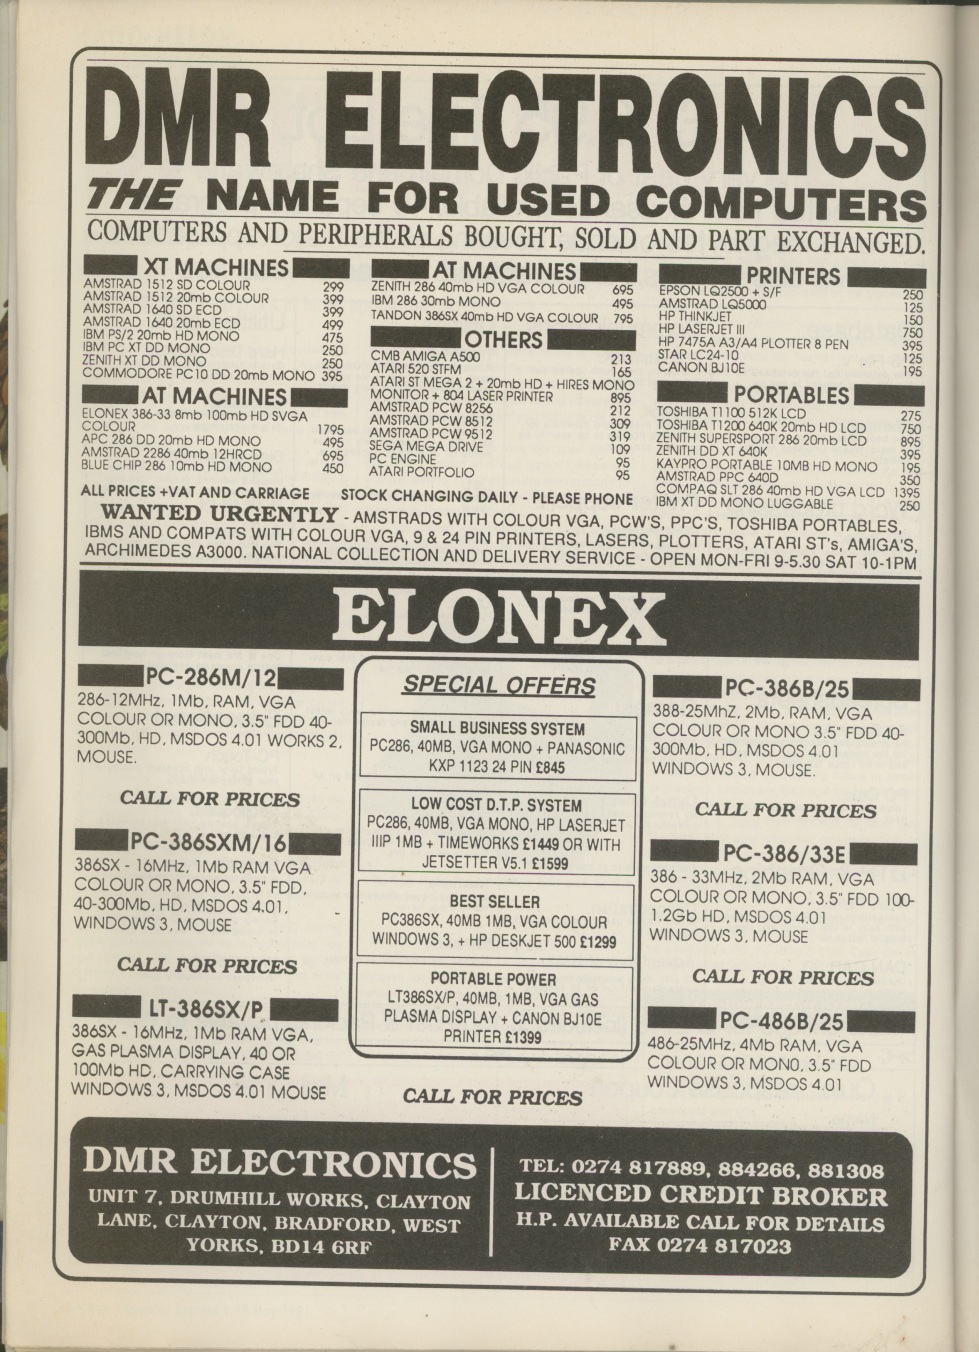 DMR ELECTRONICS
THE NAME FOR USED COMPUTERS
COMPUTERS AND PERIPHERALS BOUGHT, SOLD AND PART EXCHANGED.
XT MACHINES
AMSTRAD 1512 SD COLOUR 299
AMSTRAD 1512 20mb COLOUR 399
AMSTRAD 1640 SD ECD 399
AMSTRAD 1640 20mb ECD 499
IBM PS/2 20mb HD MONO 475
IBM PC XT DD MONO 250
ZENITH XT DD MONO 250
COMMODORE PC10 DD 20mb MONO 395
AT MACHINES
ELONEX 386-33 8mb 100mb HD SVGA
COLOUR 1795
APC 286 DD 20mb HD MONO 495
AMSTRAD 2286 40mb 12HRCD 695
BLUE CHIP 286 10mb HD MONO 450
AT MACHINES
ZENITH 286 40mb HD VGA COLOUR 695
IBM 286 30mb MONO 495
TANDON 386SX 40mb HD VGA COLOUR 795
OTHERS
CMB AMIGA A500 213
ATARI 520 STFM 165
ATARI ST MEGA 2 + 20mb HD + HIRES MONO
MONITOR + 804 LASER PRINTER 895
AMSTRAD PCW 8256 212
AMSTRAD PCW 8512 309
AMSTRAD PCW 9512 319
SEGA MEGA DRIVE 109
PC ENGINE 95
ATARI PORTFOLIO 95
PRINTERS
EPSON LQ2500 + S/F 250
AMSTRAD LQ5000 125
HP THINKJET 150
HP LASERJET III 750
HP 7475A A3/A4 PLOTTER 8 PEN 395
STAR LC24-10 125
CANON BJ10E 195
PORTABLES
TOSHIBA T1100 512K LCD 275
TOSHIBA T1200 640K 20mb HD LCD 750
ZENITH SUPERSPORT 286 20mb LCD 895
ZENITH DD XT 640K 395
KAYPRO PORTABLE 10MB HD MONO 195
AMSTRAD PPC 640D 350
COMPAQ SLT 286 40mb HD VGA LCD 1395
IBM XT DD MONO LUGGABLE 250
ALL PRICES +VAT AND CARRIAGE STOCK CHANGING DAILY - PLEASE PHONE
WANTED URGENTLY - AMSTRADS WITH COLOUR VGA, PCW'S, PPC'S, TOSHIBA PORTABLES,
IBMS AND COMPATS WITH COLOUR VGA, 9 & 24 PIN PRINTERS, LASERS, PLOTTERS, ATARI ST's, AMIGA'S,
ARCHIMEDES A3000. NATIONAL COLLECTION AND DELIVERY SERVICE - OPEN MON-FRI 9-5.30 SAT 10-1PM
ELONEX
PC-286M/12
286-12MHz, 1Mb, RAM, VGA
COLOUR OR MONO, 3.5" FDD 40-
300Mb, HD, MSDOS 4.01 WORKS 2,
MOUSE.
CALL FOR PRICES
PC-386SXM/16
386SX - 16MHz, 1Mb RAM VGA
COLOUR OR MONO, 3.5" FDD,
40-300Mb, HD, MSDOS 4.01,
WINDOWS 3, MOUSE
CALL FOR PRICES
LT-386SX/P
386SX - 16MHz, 1Mb RAM VGA,
GAS PLASMA DISPLAY, 40 OR
100Mb HD, CARRYING CASE
WINDOWS 3, MSDOS 4.01 MOUSE
SPECIAL OFFERS
SMALL BUSINESS SYSTEM
PC286, 40MB, VGA MONO + PANASONIC
KXP 1123 24 PIN £845
LOW COST D.T.P. SYSTEM
PC286, 40MB, VGA MONO, HP LASERJET
IIIP 1MB + TIMEWORKS £1449 OR WITH
JETSETTER V5.1 £1599
BEST SELLER
PC386SX, 40MB 1MB, VGA COLOUR
WINDOWS 3, + HP DESKJET 500 £1299
PORTABLE POWER
LT386SX/P, 40MB, 1MB, VGA GAS
PLASMA DISPLAY + CANON BJ10E
PRINTER £1399
CALL FOR PRICES
PC-386B/25
388-25MhZ, 2Mb, RAM, VGA
COLOUR OR MONO 3.5" FDD 40-
300Mb, HD, MSDOS 4.01
WINDOWS 3, MOUSE.
CALL FOR PRICES
PC-386/33E
386 - 33MHz, 2Mb RAM, VGA
COLOUR OR MONO, 3.5" FDD 100-
1.2Gb HD, MSDOS 4.01
WINDOWS 3, MOUSE
CALL FOR PRICES
PC-486B/25
486-25MHz, 4Mb RAM, VGA
COLOUR OR MON0, 3.5" FDD
WINDOWS 3, MSDOS 4.01
DMR ELECTRONICS
UNIT 7, DRUMHILL WORKS, CLAYTON
LANE, CLAYTON, BRADFORD, WEST
YORKS, BD14 6RF
TEL: 0274 817889, 884266, 881308
LICENCED CREDIT BROKER
H.P. AVAILABLE CALL FOR DETAILS
FAX 0274 817023